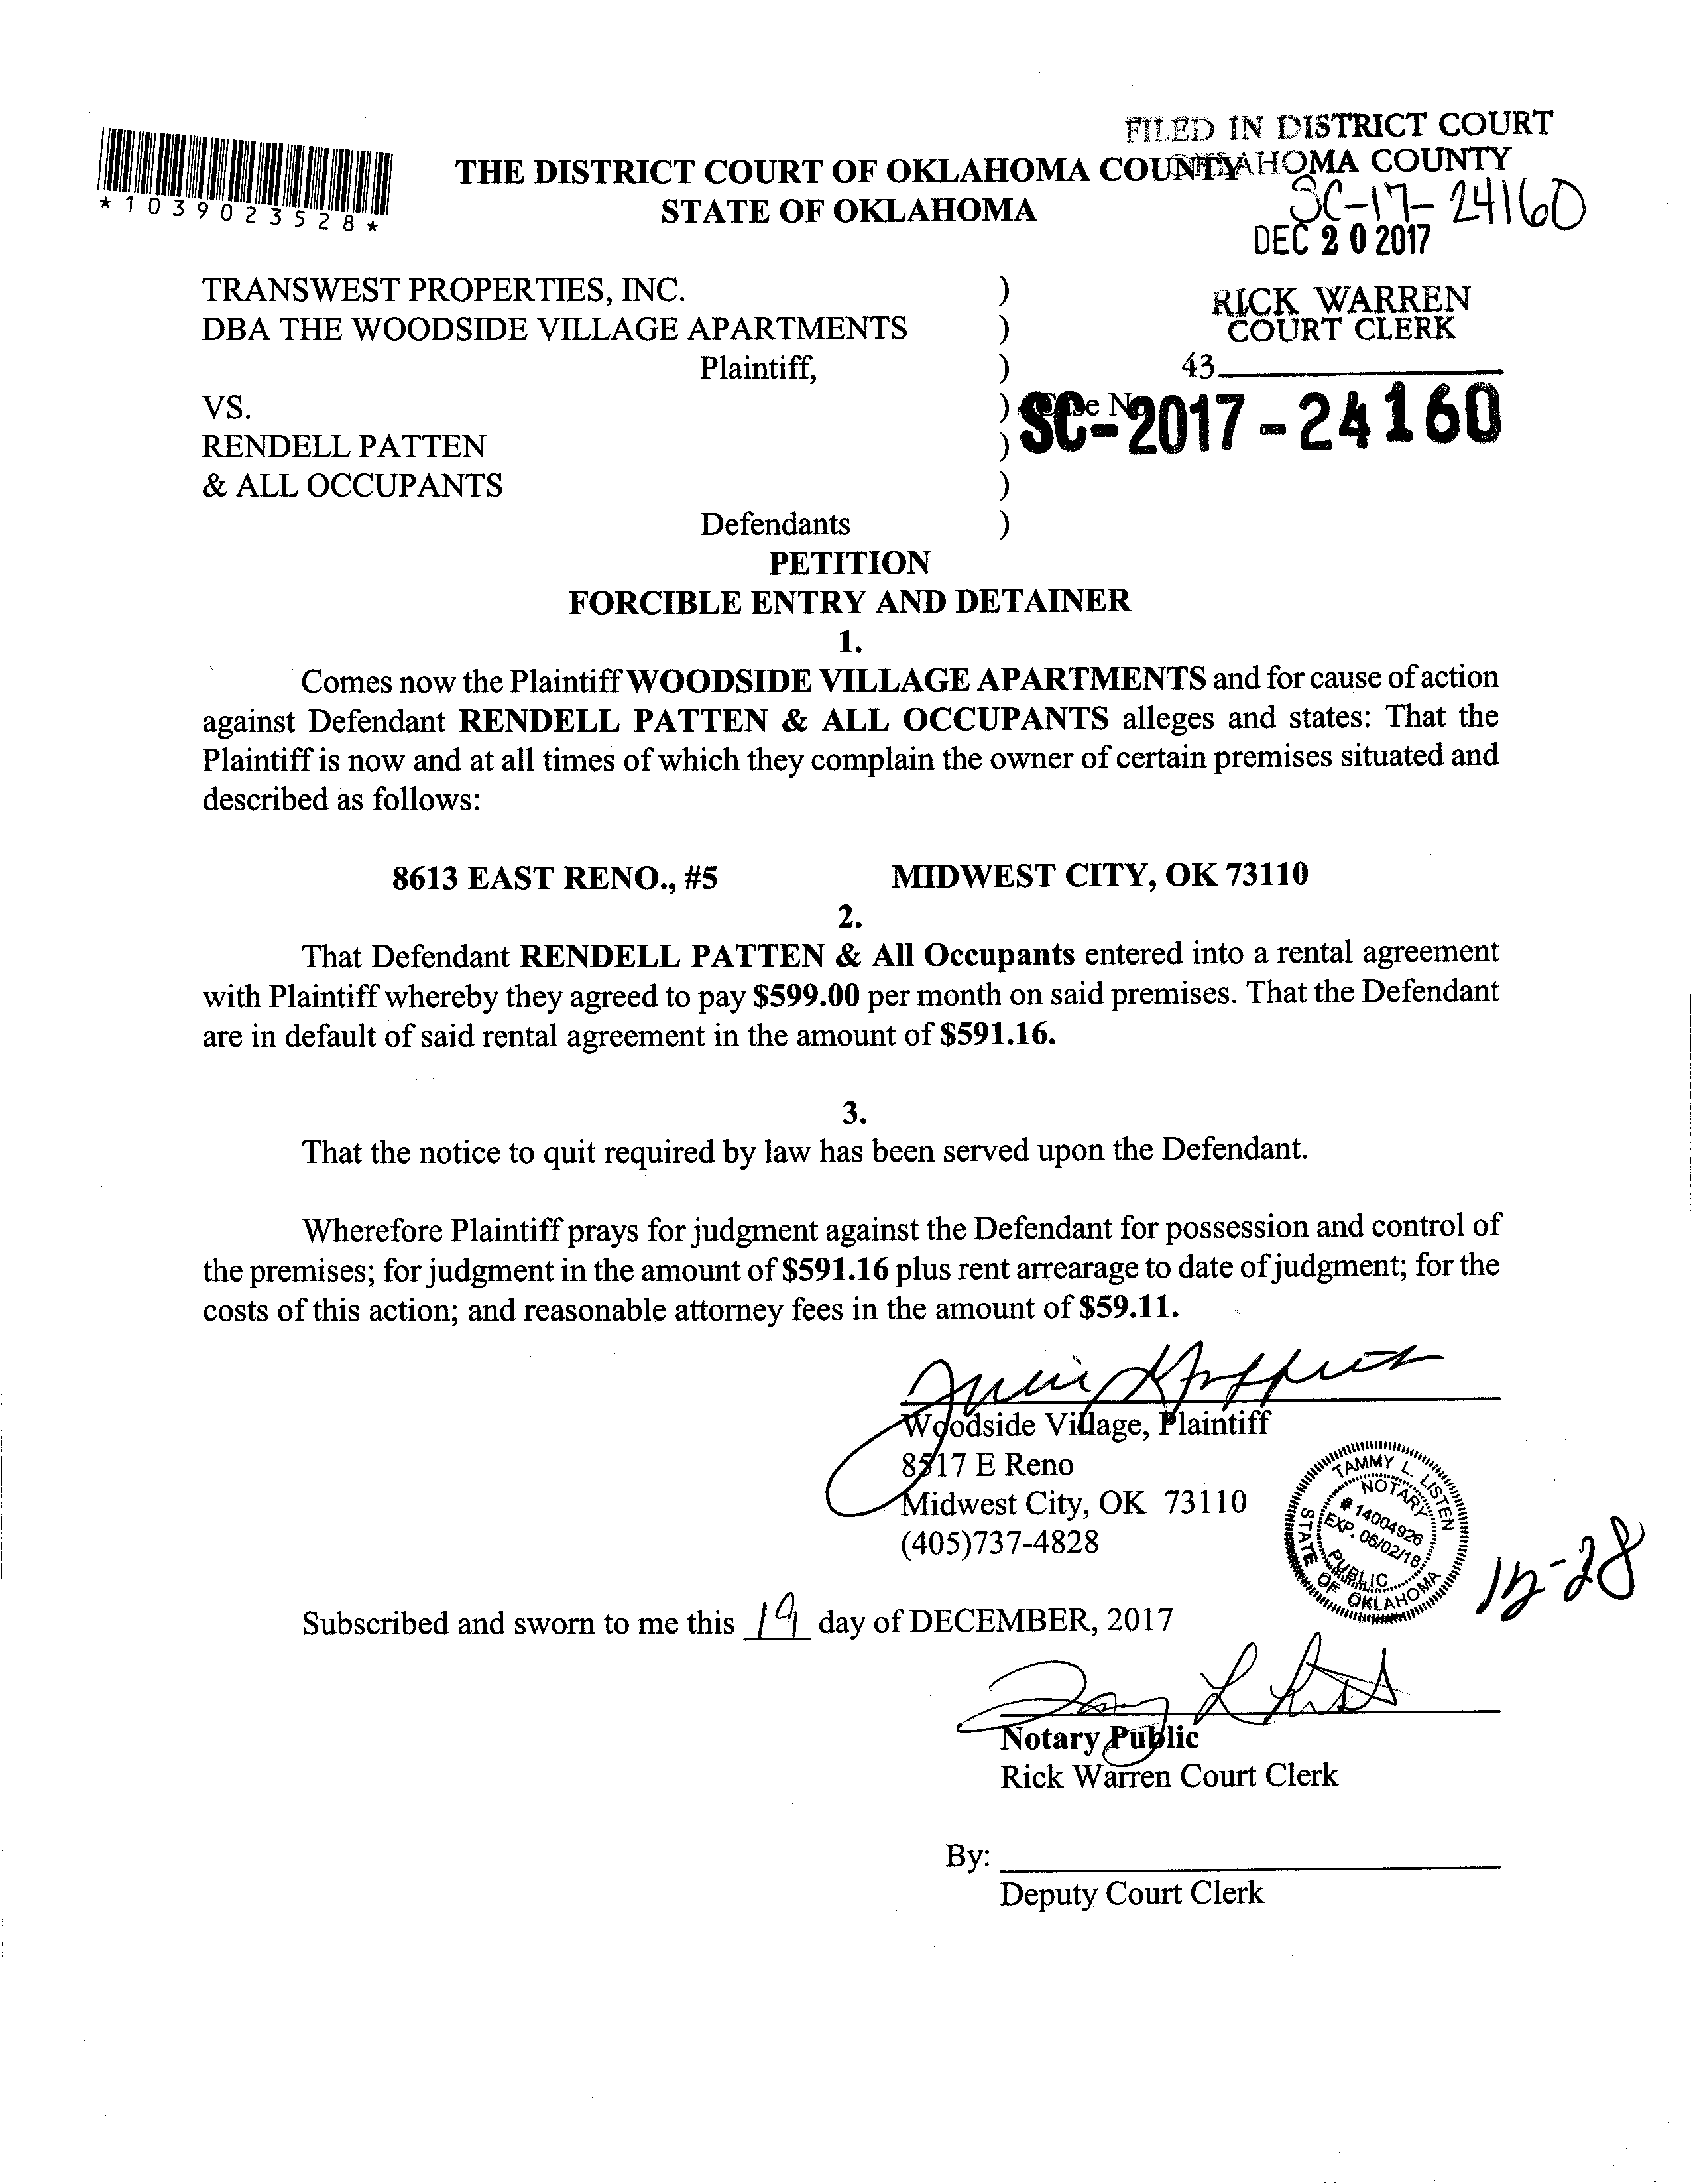 FILED IN DISTRICT COURT
OKLAHOMA COUNTY
THE DISTRICT COURT OF OKLAHOMA COUNTY
STATE OF OKLAHOMA
*1039023528*
SC-17-24160
DEC 20 2017
TRANSWEST PROPERTIES, INC. )
DBA THE WOODSIDE VILLAGE APARTMENTS )
Plaintiff, )
RICK WARREN
COURT CLERK
43
VS. ) Case No
SC-2017-24160
RENDELL PATTEN )
& ALL OCCUPANTS )
Defendants )
PETITION
FORCIBLE ENTRY AND DETAINER
1.
Comes now the Plaintiff WOODSIDE VILLAGE APARTMENTS and for cause of action
against Defendant RENDELL PATTEN & ALL OCCUPANTS alleges and states: That the
Plaintiff is now and at all times of which they complain the owner of certain premises situated and
described as follows:
8613 EAST RENO., #5 MIDWEST CITY, OK 73110
2.
That Defendant RENDELL PATTEN & All Occupants entered into a rental agreement
with Plaintiff whereby they agreed to pay $599.00 per month on said premises. That the Defendant
are in default of said rental agreement in the amount of $591.16.
3.
That the notice to quit required by law has been served upon the Defendant.
Wherefore Plaintiff prays for judgment against the Defendant for possession and control of
the premises; for judgment in the amount of $591.16 plus rent arrearage to date of judgment; for the
costs of this action; and reasonable attorney fees in the amount of $59.11.
Woodside Village, Plaintiff
8517 E Reno
Midwest City, OK 73110
(405)737-4828
TAMMY L. LISTEN
NOTARY
# 14004926
EXP. 06/02/18
PUBLIC
STATE OF OKLAHOMA
12-28
Subscribed and sworn to me this 19 day of DECEMBER, 2017
Notary Public
Rick Warren Court Clerk
By:
Deputy Court Clerk